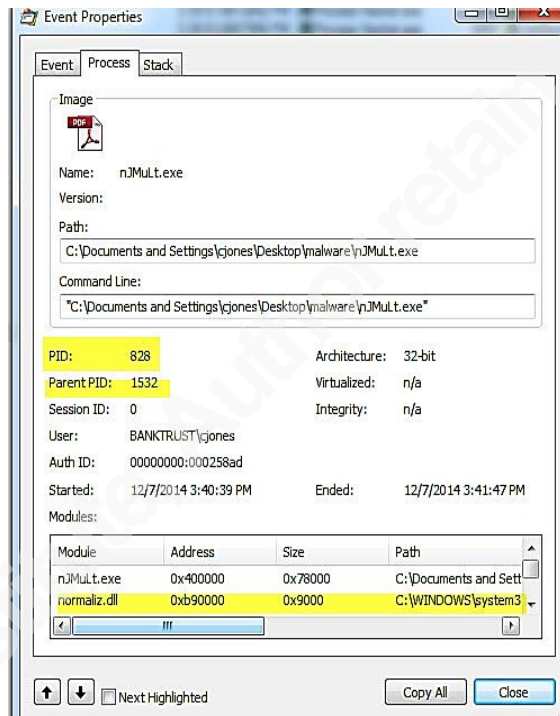 Event Properties
Event Process Stack
Image
PDF
Name: nJMuLt.exe
Version:
Path:
C:\Documents and Settings\cjones\Desktop\malware\nJMuLt.exe
Command Line:
"C:\Documents and Settings\cjones\Desktop\malware\nJMuLt.exe"
PID: 828 Architecture: 32-bit
Parent PID: 1532 Virtualized: n/a
Session ID: 0 Integrity: n/a
User: BANKTRUST\cjones
Auth ID: 00000000:000258ad
Started: 12/7/2014 3:40:39 PM Ended: 12/7/2014 3:41:47 PM
Modules:
Module Address Size Path
nJMuLt.exe 0x400000 0x78000 C:\Documents and Sett
normaliz.dll 0xb90000 0x9000 C:\WINDOWS\system3
Next Highlighted Copy All Close
Author retain